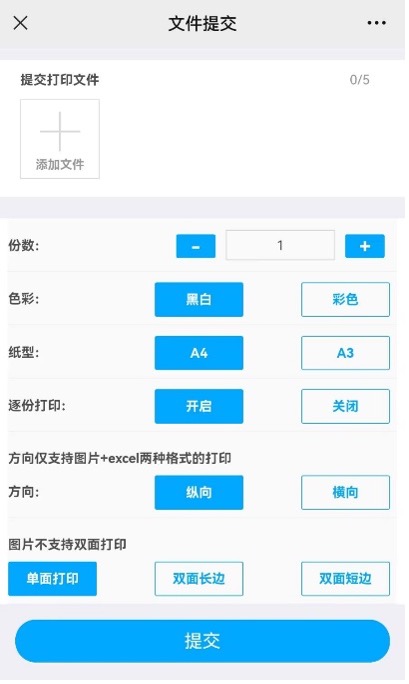 文件提交
提交打印文件 0/5
添加文件
份数: - 1 +
色彩: 黑白 彩色
纸型: A4 A3
逐份打印: 开启 关闭
方向仅支持图片+excel两种格式的打印
方向: 纵向 横向
图片不支持双面打印
单面打印 双面长边 双面短边
提交